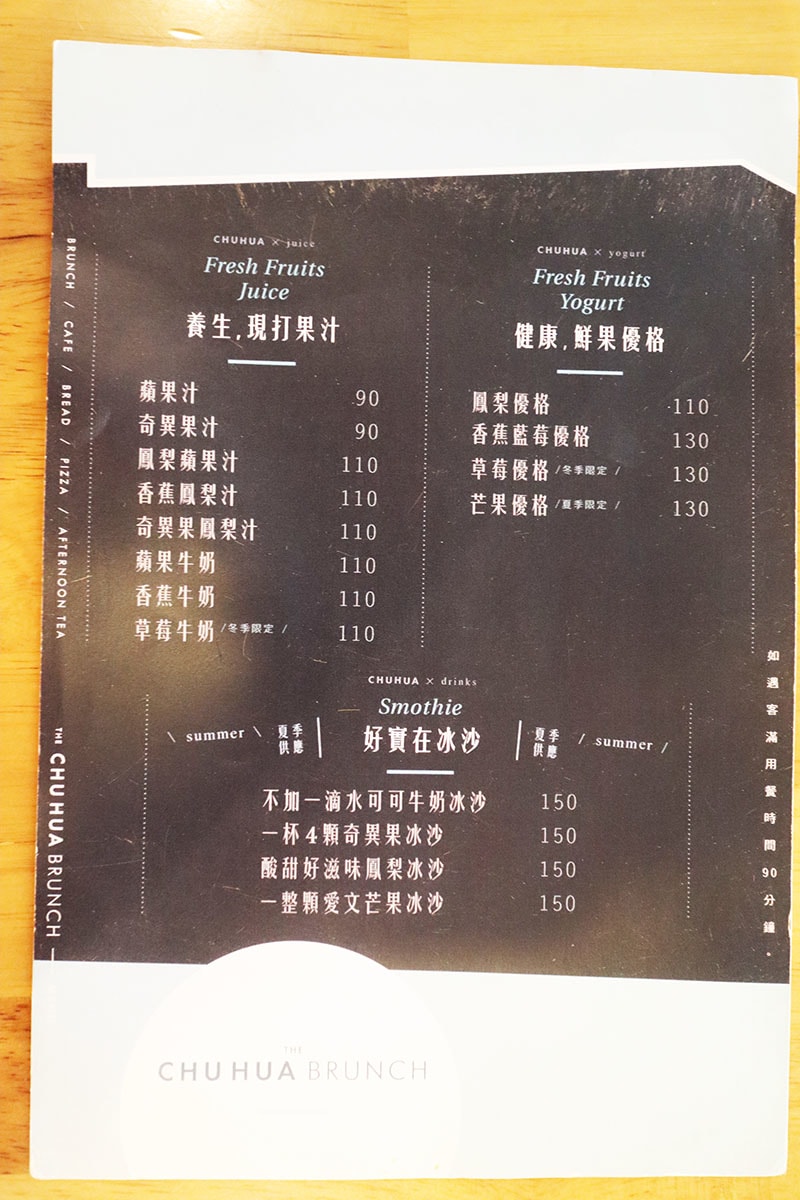 CHUHUA × juice
Fresh Fruits
Juice
養生,現打果汁
蘋果汁 90
奇異果汁 90
鳳梨蘋果汁 110
香蕉鳳梨汁 110
奇異果鳳梨汁 110
蘋果牛奶 110
香蕉牛奶 110
草莓牛奶 /冬季限定 / 110
CHUHUA × yogurt
Fresh Fruits
Yogurt
健康,鮮果優格
鳳梨優格 110
香蕉藍莓優格 130
草莓優格 /冬季限定 / 130
芒果優格 /夏季限定 / 130
CHUHUA × drinks
Smothie
\ summer \ 夏季供應 | 好實在冰沙 | 夏季供應 / summer /
不加一滴水可可牛奶冰沙 150
一杯4顆奇異果冰沙 150
酸甜好滋味鳳梨冰沙 150
一整顆愛文芒果冰沙 150
BRUNCH / CAFE / BREAD / PIZZA / AFTERNOON TEA
THE CHUHUA BRUNCH
如遇客滿用餐時間90分鐘。
THE
CHUHUA BRUNCH